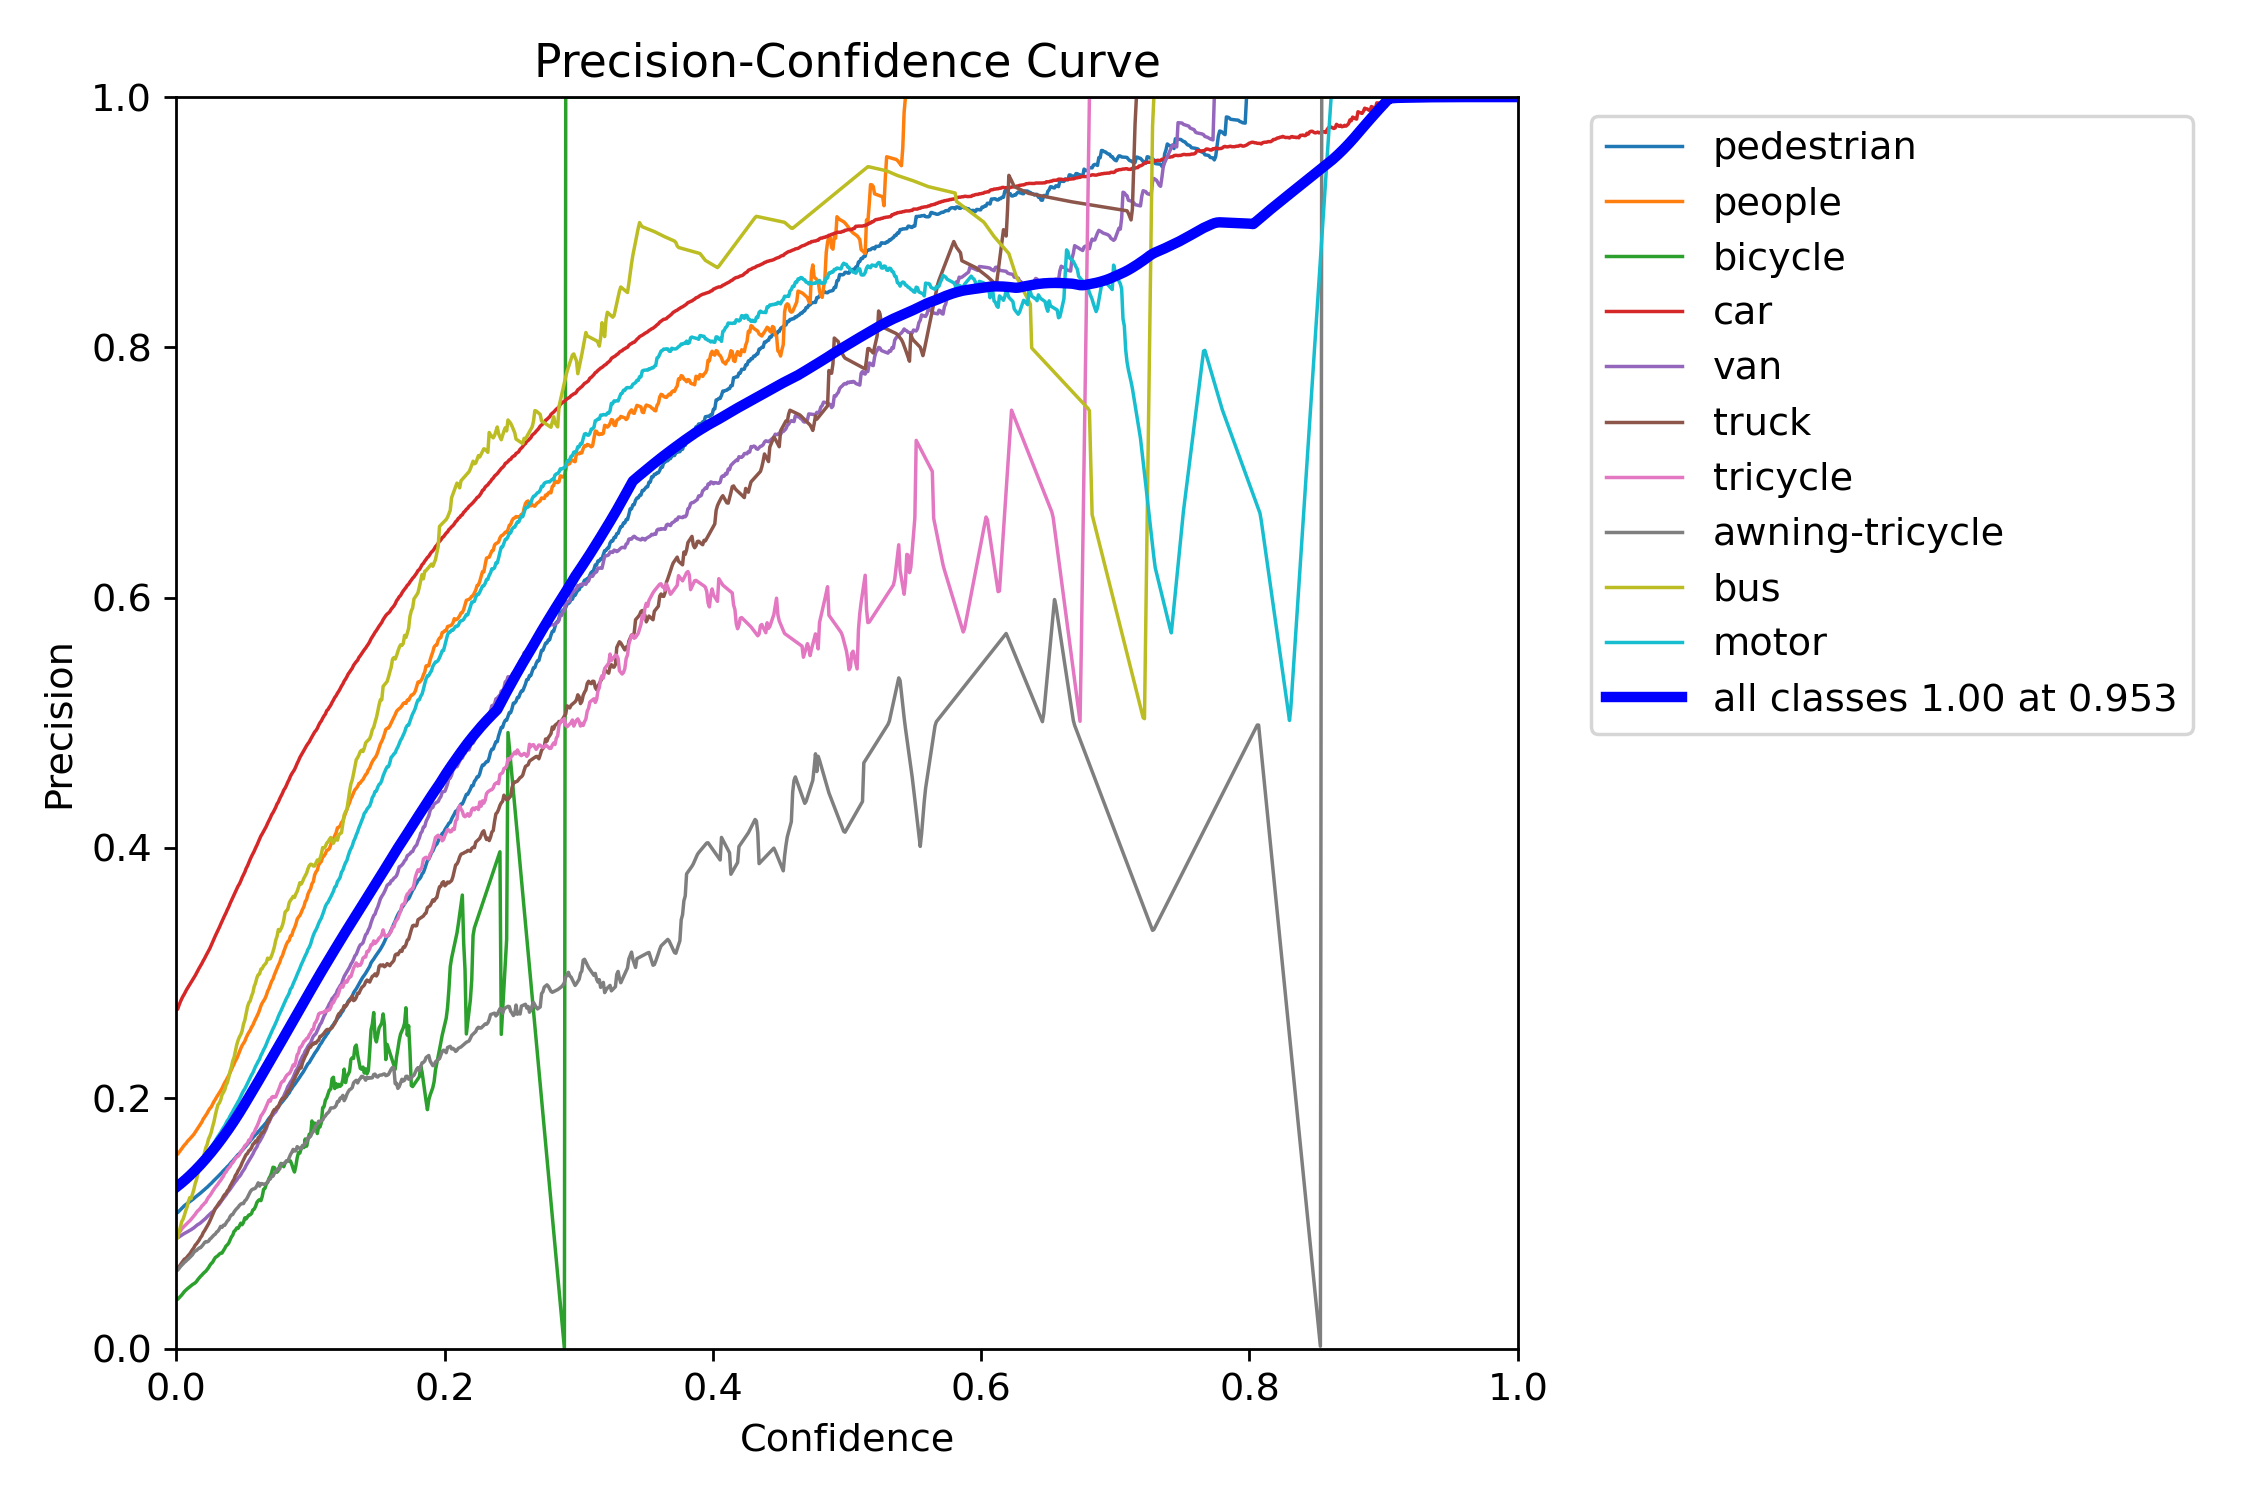 Precision-Confidence Curve
1.0
0.8
0.6
0.4
0.2
0.0
Precision
0.0 0.2 0.4 0.6 0.8 1.0
Confidence
pedestrian
people
bicycle
car
van
truck
tricycle
awning-tricycle
bus
motor
all classes 1.00 at 0.953